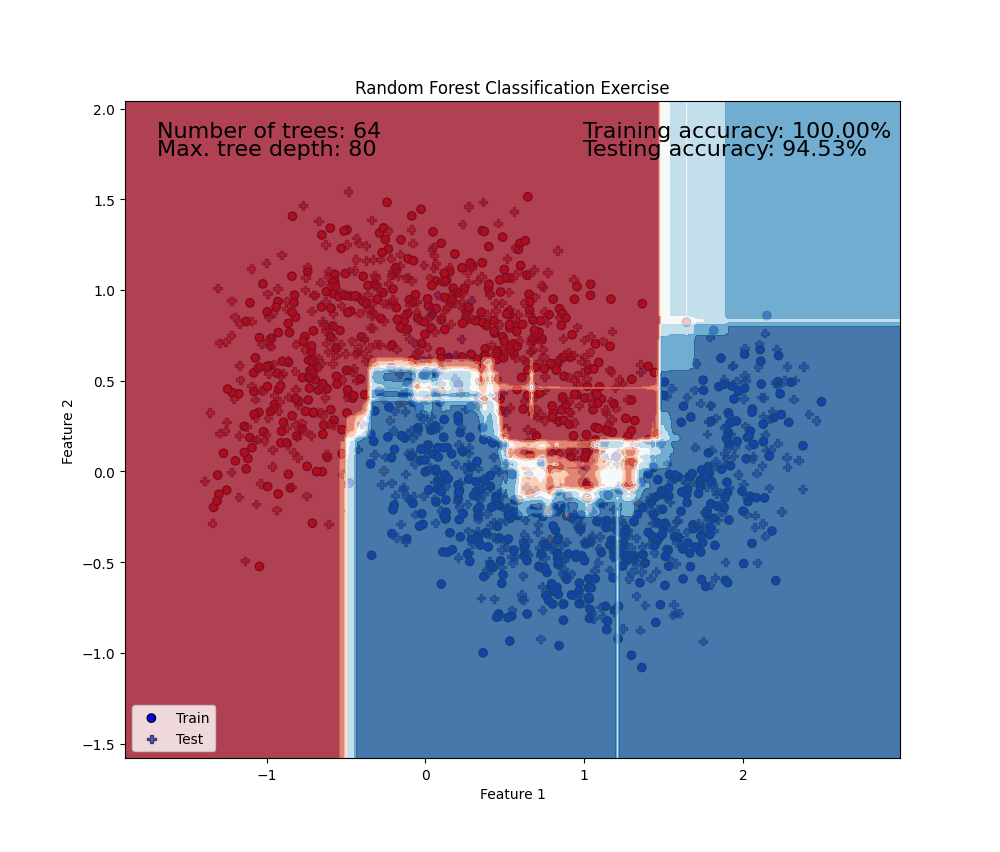 Random Forest Classification Exercise
Number of trees: 64
Max. tree depth: 80
Training accuracy: 100.00%
Testing accuracy: 94.53%
2.0
1.5
1.0
0.5
0.0
−0.5
−1.0
−1.5
Feature 2
Train
Test
−1
0
1
2
Feature 1